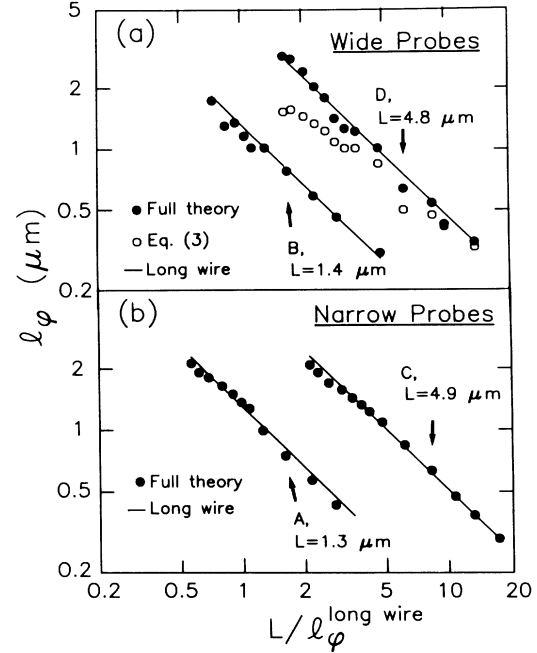 5
(a)
Wide Probes
2
D,
L=4.8 μm
1
0.5
● Full theory
○ Eq. (3)
— Long wire
B,
L=1.4 μm
0.2
ℓφ (μm)
(b)
Narrow Probes
2
C,
L=4.9 μm
1
0.5
● Full theory
— Long wire
A,
L=1.3 μm
0.2
0.2 0.5 1 2 5 10 20
L/ℓφ^long wire